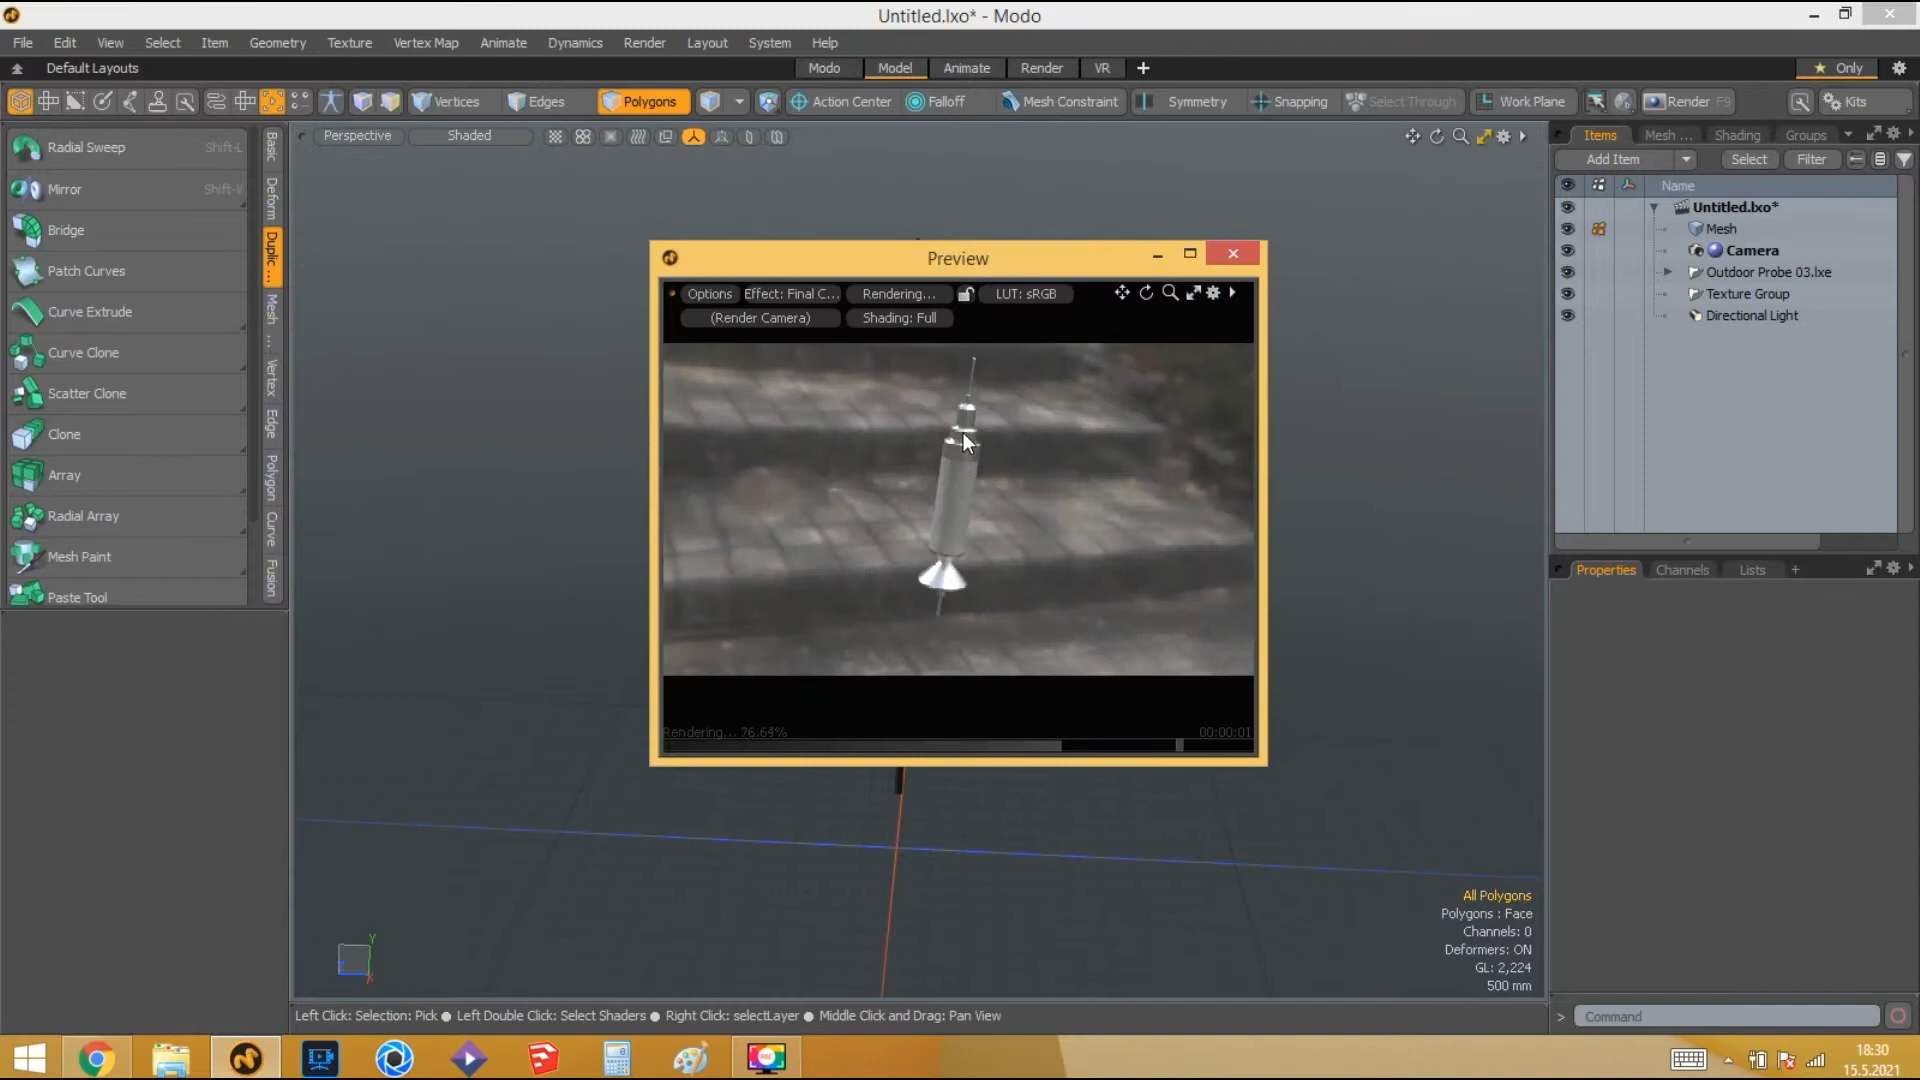 Untitled.lxo* - Modo
File Edit View Select Item Geometry Texture Vertex Map Animate Dynamics Render Layout System Help
Default Layouts Modo Model Animate Render VR + Only
Vertices Edges Polygons Action Center Falloff Mesh Constraint Symmetry Snapping Select Through Work Plane Render F9 Kits
Perspective Shaded
Radial Sweep Shift-L
Mirror Shift-V
Bridge
Patch Curves
Curve Extrude
Curve Clone
Scatter Clone
Clone
Array
Radial Array
Mesh Paint
Paste Tool
Basic
Deform
Duplic ...
Mesh ...
Vertex
Edge
Polygon
Curve
Fusion
Preview
Options Effect: Final C... Rendering... LUT: sRGB
(Render Camera) Shading: Full
Rendering... 76.64% 00:00:01
Items Mesh ... Shading Groups
Add Item Select Filter
Name
Untitled.lxo*
Mesh
Camera
Outdoor Probe 03.lxe
Texture Group
Directional Light
Properties Channels Lists +
All Polygons
Polygons : Face
Channels: 0
Deformers: ON
GL: 2,224
500 mm
Y
Z
X
Left Click: Selection: Pick ● Left Double Click: Select Shaders ● Right Click: selectLayer ● Middle Click and Drag: Pan View
> Command
REC
18:30
15.5.2021